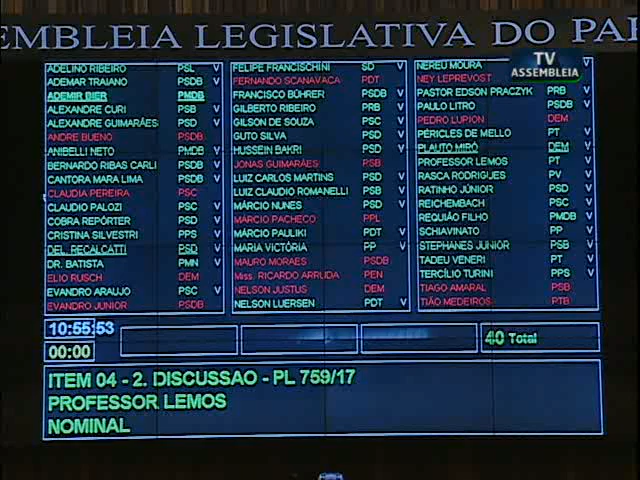 EMBLEIA LEGISLATIVA DO PA
TV
ASSEMBLEIA
ADELINO RIBEIRO PSL V
ADEMAR TRAIANO PSDB V
ADEMIR BIER PMDB
ALEXANDRE CURI PSB V
ALEXANDRE GUIMARÃES PSD V
ANDRE BUENO PSDB
ANIBELLI NETO PMDB V
BERNARDO RIBAS CARLI PSDB V
CANTORA MARA LIMA PSDB V
CLAUDIA PEREIRA PSC
CLAUDIO PALOZI PSC V
COBRA REPÓRTER PSD V
CRISTINA SILVESTRI PPS V
DEL. RECALCATTI PSD V
DR. BATISTA PMN V
ELIO RUSCH DEM
EVANDRO ARAUJO PSC V
EVANDRO JUNIOR PSDB
FELIPE FRANCISCHINI SD V
FERNANDO SCANAVACA PDT
FRANCISCO BÜHRER PSDB V
GILBERTO RIBEIRO PRB V
GILSON DE SOUZA PSC V
GUTO SILVA PSD V
HUSSEIN BAKRI PSD V
JONAS GUIMARÃES PSB
LUIZ CARLOS MARTINS PSD V
LUIZ CLAUDIO ROMANELLI PSB V
MÁRCIO NUNES PSD V
MÁRCIO PACHECO PPL
MÁRCIO PAULIKI PDT V
MARIA VICTÓRIA PP V
MAURO MORAES PSDB
Miss. RICARDO ARRUDA PEN
NELSON JUSTUS DEM
NELSON LUERSEN PDT V
NEREU MOURA
NEY LEPREVOST
PASTOR EDSON PRACZYK PRB V
PAULO LITRO PSDB V
PEDRO LUPION DEM
PÉRICLES DE MELLO PT V
PLAUTO MIRÓ DEM V
PROFESSOR LEMOS PT V
RASCA RODRIGUES PV V
RATINHO JÚNIOR PSD V
REICHEMBACH PSC V
REQUIÃO FILHO PMDB V
SCHIAVINATO PP V
STEPHANES JUNIOR PSB V
TADEU VENERI PT V
TERCÍLIO TURINI PPS V
TIAGO AMARAL PSB
TIÃO MEDEIROS PTB
10:55:53
00:00
40 Total
ITEM 04 - 2. DISCUSSAO - PL 759/17
PROFESSOR LEMOS
NOMINAL